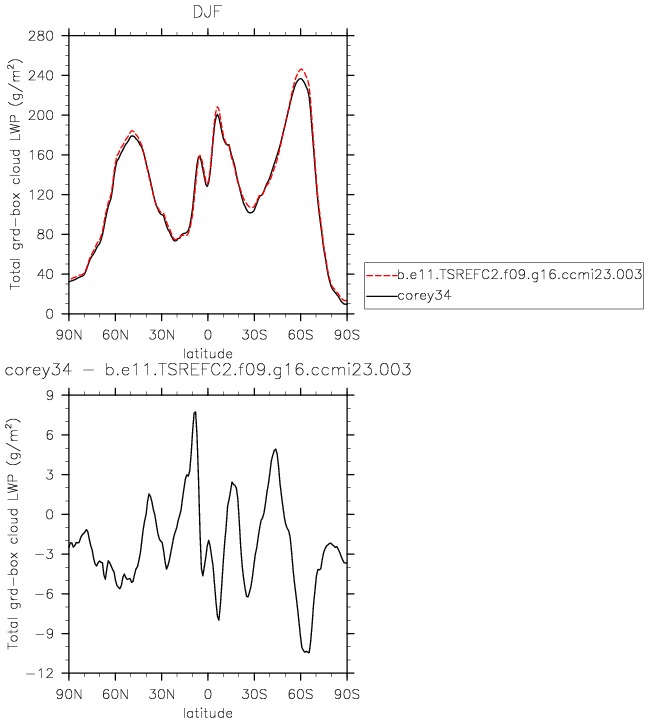 DJF
Total grd-box cloud LWP (g/m²)
280
240
200
160
120
80
40
0
90N 60N 30N 0 30S 60S 90S
latitude
b.e11.TSREFC2.f09.g16.ccmi23.003
corey34
corey34 - b.e11.TSREFC2.f09.g16.ccmi23.003
Total grd-box cloud LWP (g/m²)
9
6
3
0
-3
-6
-9
-12
90N 60N 30N 0 30S 60S 90S
latitude